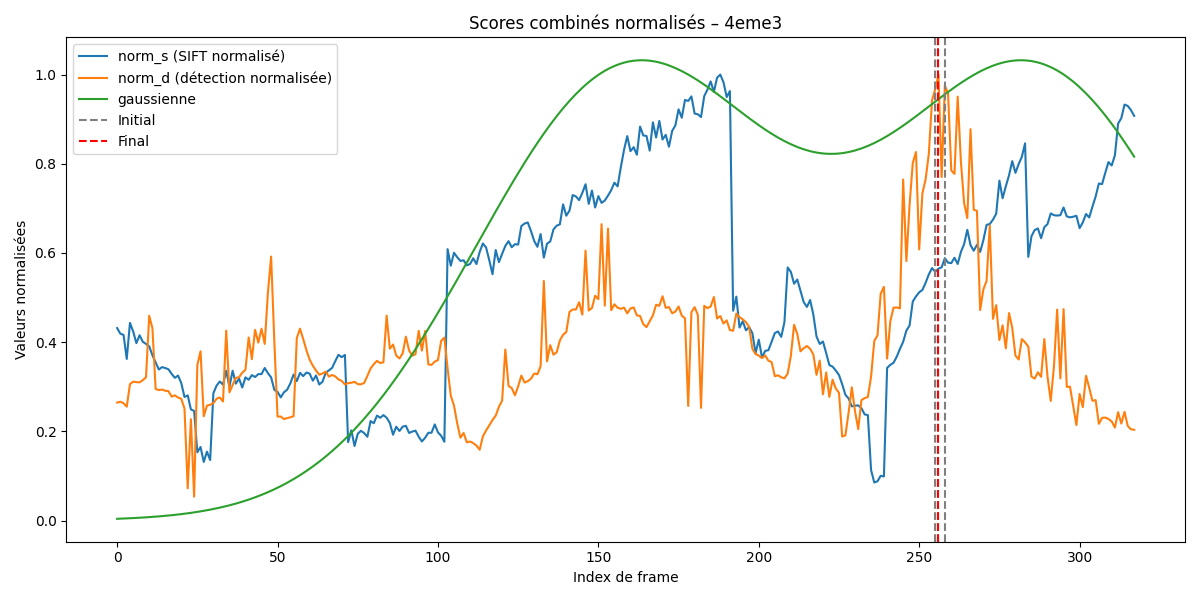 Scores combinés normalisés – 4eme3
norm_s (SIFT normalisé)
norm_d (détection normalisée)
gaussienne
Initial
Final
Valeurs normalisées
1.0
0.8
0.6
0.4
0.2
0.0
0 50 100 150 200 250 300
Index de frame